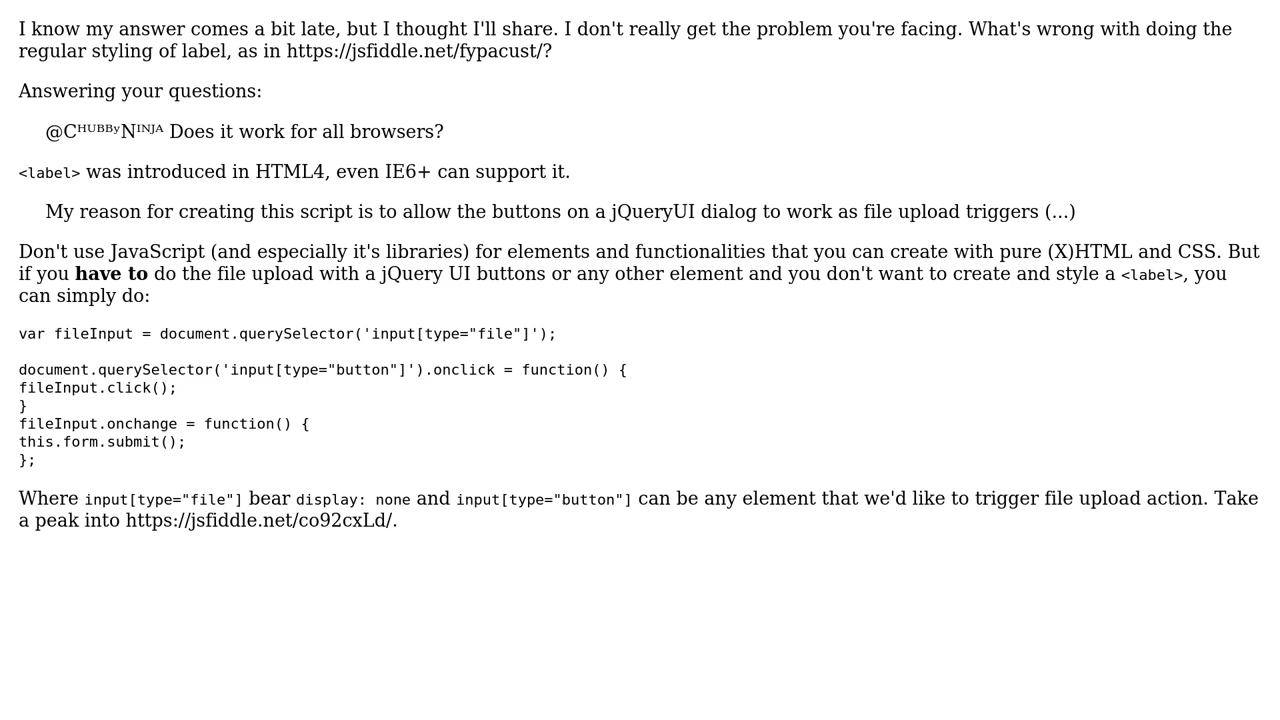 I know my answer comes a bit late, but I thought I'll share. I don't really get the problem you're facing. What's wrong with doing the
regular styling of label, as in https://jsfiddle.net/fypacust/?
Answering your questions:
@CᴴᵁᴮᴮʸNᴵᴺᴶᴬ Does it work for all browsers?
<label> was introduced in HTML4, even IE6+ can support it.
My reason for creating this script is to allow the buttons on a jQueryUI dialog to work as file upload triggers (...)
Don't use JavaScript (and especially it's libraries) for elements and functionalities that you can create with pure (X)HTML and CSS. But
if you have to do the file upload with a jQuery UI buttons or any other element and you don't want to create and style a <label>, you
can simply do:
var fileInput = document.querySelector('input[type="file"]');
document.querySelector('input[type="button"]').onclick = function() {
fileInput.click();
}
fileInput.onchange = function() {
this.form.submit();
};
Where input[type="file"] bear display: none and input[type="button"] can be any element that we'd like to trigger file upload action. Take
a peak into https://jsfiddle.net/co92cxLd/.